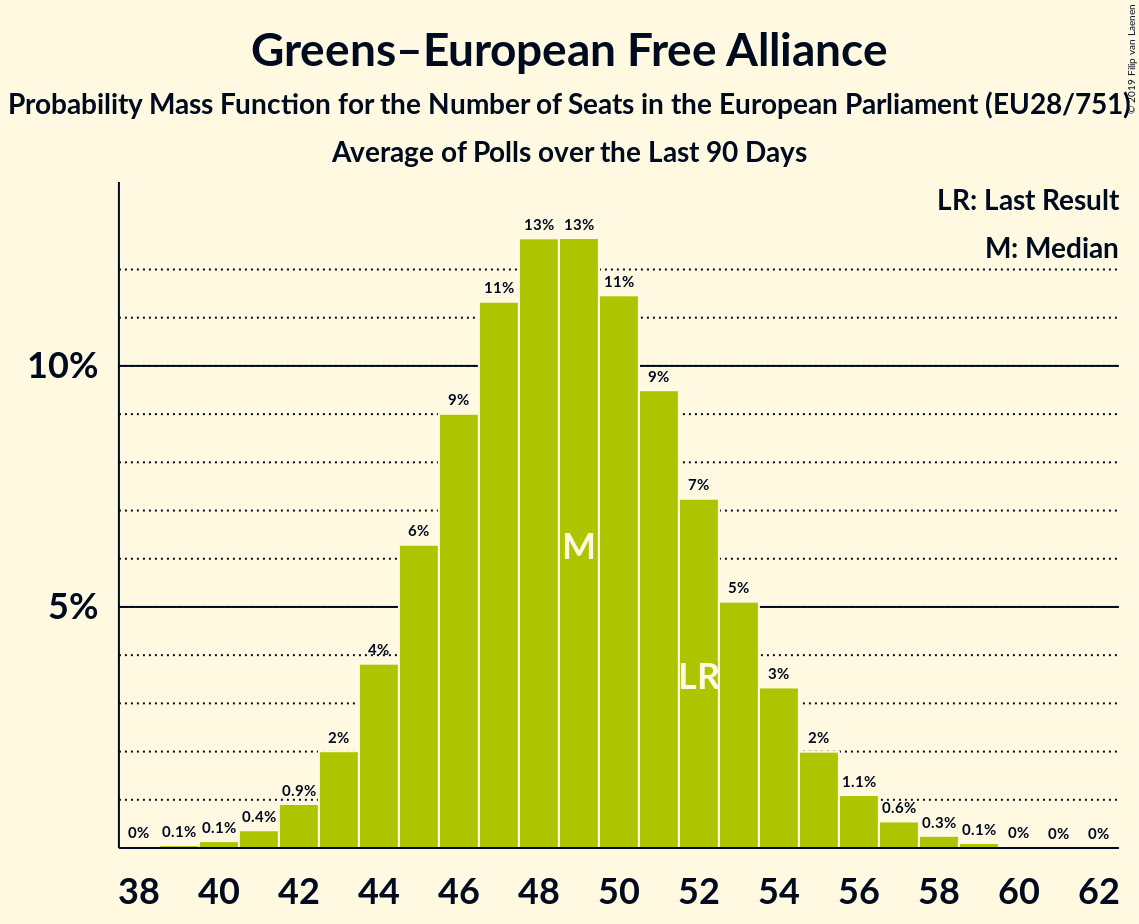 Greens–European Free Alliance
Probability Mass Function for the Number of Seats in the European Parliament (EU28/751)
Average of Polls over the Last 90 Days
© 2019 Filip van Laenen
LR: Last Result
M: Median
10%
5%
0% 0.1% 0.1% 0.4% 0.9% 2% 4% 6% 9% 11% 13% 13% 11% 9% 7% 5% 3% 2% 1.1% 0.6% 0.3% 0.1% 0% 0% 0%
M
LR
38 40 42 44 46 48 50 52 54 56 58 60 62